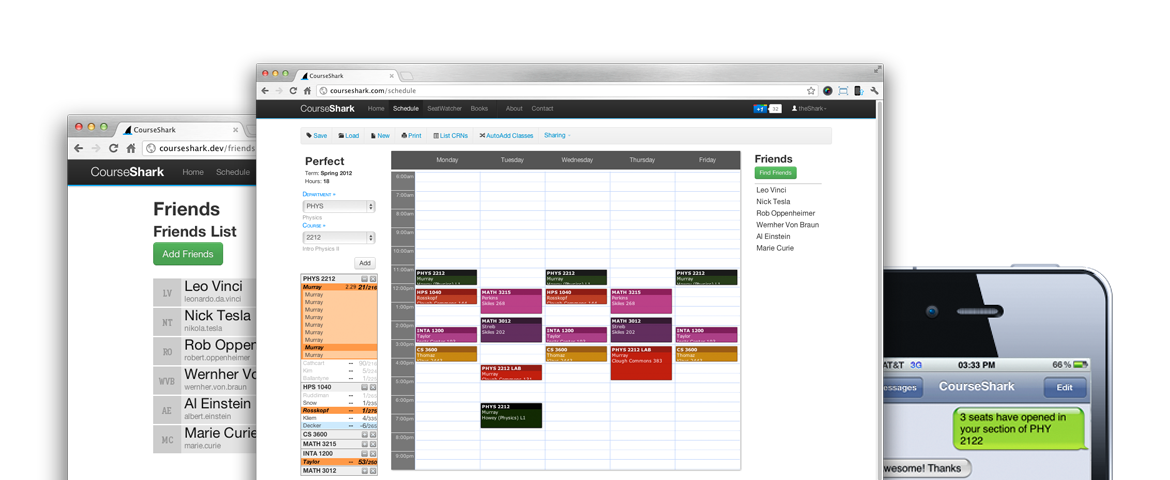 CourseShark
courseshark.dev/friends
CourseShark
Home
Schedule
Friends
Friends List
Add Friends
LV
Leo Vinci
leonardo.da.vinci
NT
Nick Tesla
nikola.tesla
RO
Rob Oppen
robert.oppenheimer
WVB
Wernher Vo
wernher.von.braun
AE
Al Einstein
albert.einstein
MC
Marie Curie
marie.curie
CourseShark
courseshark.com/schedule
CourseShark
Home
Schedule
SeatWatcher
Books
About
Contact
+1
32
theShark
Save
Load
New
Print
List CRNs
AutoAdd Classes
Sharing
Perfect
Term: Spring 2012
Hours: 18
Department
PHYS
Physics
Course
2212
Intro Physics II
Add
PHYS 2212
Murray 2.29 21/216
Murray
Murray
Murray
Murray
Murray
Murray
Murray
Murray
HPS 1040
Ruddiman
Snow -- 1/235
Rosskopf -- 1/275
Klem -- 4/235
Decker -- -6/265
CS 3600
MATH 3215
INTA 1200
Taylor -- 53/250
MATH 3012
Monday
Tuesday
Wednesday
Thursday
Friday
6:00am
7:00am
8:00am
9:00am
10:00am
11:00am
12:00pm
1:00pm
2:00pm
3:00pm
4:00pm
5:00pm
6:00pm
7:00pm
8:00pm
9:00pm
PHYS 2212
Murray
HPS 1040
Rosskopf
INTA 1200
Taylor
CS 3600
Thomaz
MATH 3215
Perkins
Skiles 268
MATH 3012
Streib
Skiles 202
PHYS 2212 LAB
Murray
PHYS 2212
Murray
Howey (Physics) L1
PHYS 2212
Murray
HPS 1040
Rosskopf
INTA 1200
Taylor
CS 3600
Thomaz
MATH 3215
Perkins
Skiles 268
MATH 3012
Streib
Skiles 202
PHYS 2212 LAB
Murray
Clough Commons 383
PHYS 2212
Murray
INTA 1200
Taylor
CS 3600
Thomaz
Friends
Find Friends
Leo Vinci
Nick Tesla
Rob Oppenheimer
Wernher Von Braun
Al Einstein
Marie Curie
AT&T 3G
03:33 PM
66%
essages
CourseShark
Edit
3 seats have opened in
your section of PHY
2122
wesome! Thanks